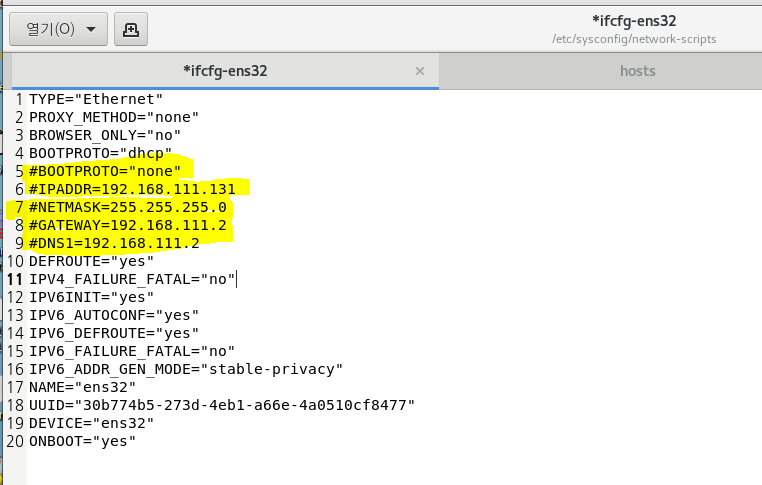 열기(O)
*ifcfg-ens32
/etc/sysconfig/network-scripts
*ifcfg-ens32 ×
hosts
1 TYPE="Ethernet"
2 PROXY_METHOD="none"
3 BROWSER_ONLY="no"
4 BOOTPROTO="dhcp"
5 #BOOTPROTO="none"
6 #IPADDR=192.168.111.131
7 #NETMASK=255.255.255.0
8 #GATEWAY=192.168.111.2
9 #DNS1=192.168.111.2
10 DEFROUTE="yes"
11 IPV4_FAILURE_FATAL="no"
12 IPV6INIT="yes"
13 IPV6_AUTOCONF="yes"
14 IPV6_DEFROUTE="yes"
15 IPV6_FAILURE_FATAL="no"
16 IPV6_ADDR_GEN_MODE="stable-privacy"
17 NAME="ens32"
18 UUID="30b774b5-273d-4eb1-a66e-4a0510cf8477"
19 DEVICE="ens32"
20 ONBOOT="yes"